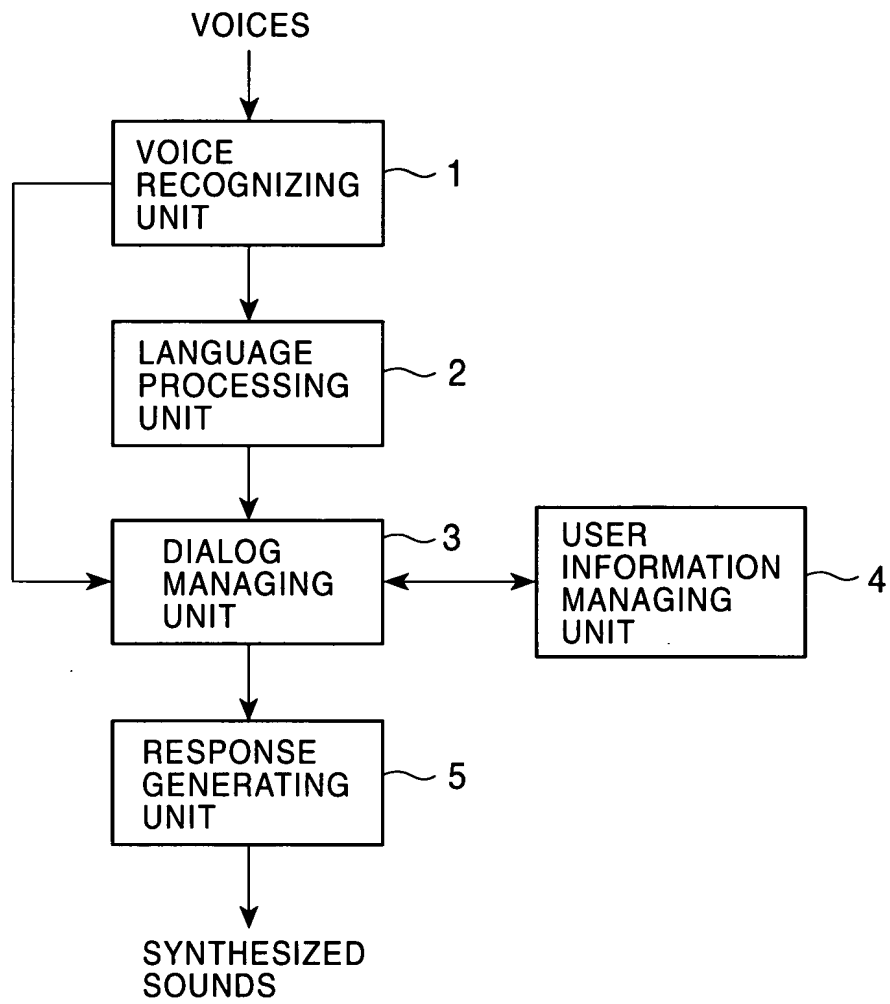 VOICES
VOICE
RECOGNIZING
UNIT
1
LANGUAGE
PROCESSING
UNIT
2
DIALOG
MANAGING
UNIT
3
USER
INFORMATION
MANAGING
UNIT
4
RESPONSE
GENERATING
UNIT
5
SYNTHESIZED
SOUNDS